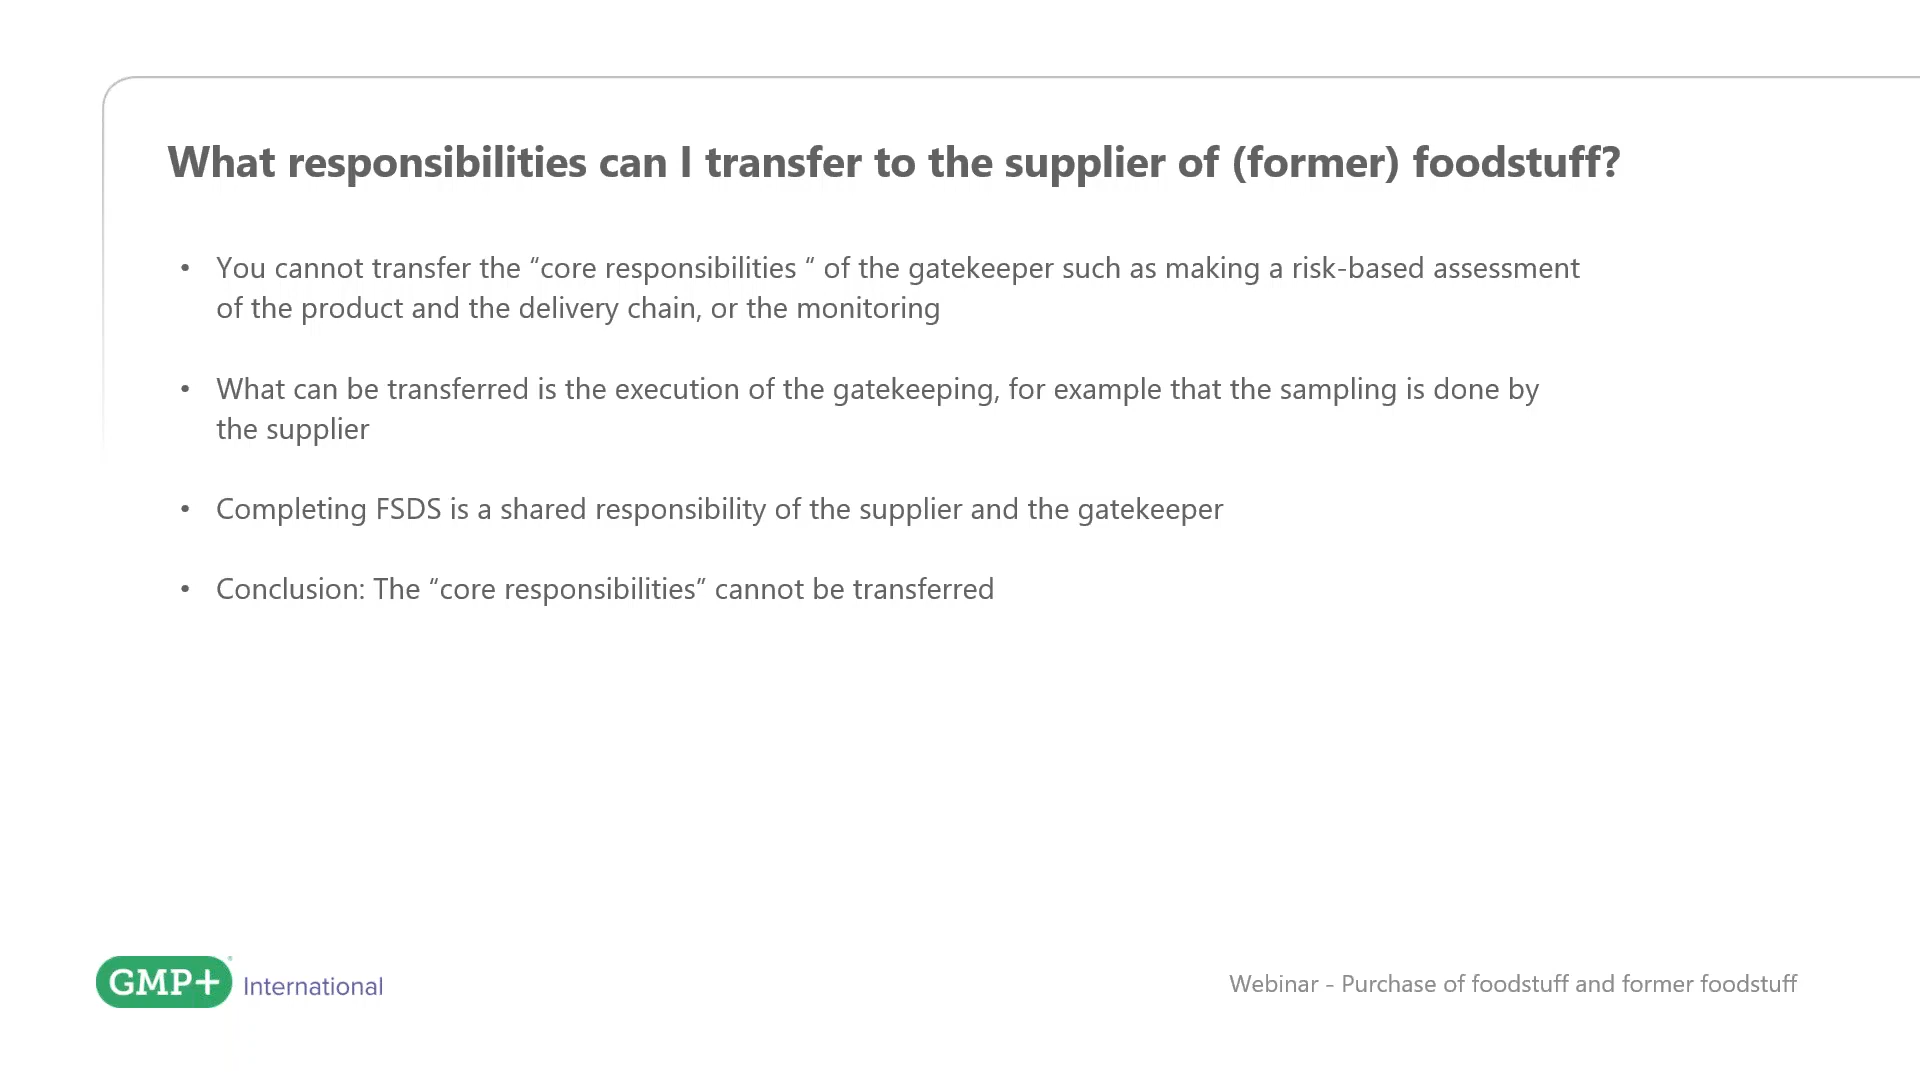 What responsibilities can I transfer to the supplier of (former) foodstuff?
• You cannot transfer the “core responsibilities “ of the gatekeeper such as making a risk-based assessment
of the product and the delivery chain, or the monitoring
• What can be transferred is the execution of the gatekeeping, for example that the sampling is done by
the supplier
• Completing FSDS is a shared responsibility of the supplier and the gatekeeper
• Conclusion: The “core responsibilities” cannot be transferred
GMP+ International
Webinar - Purchase of foodstuff and former foodstuff